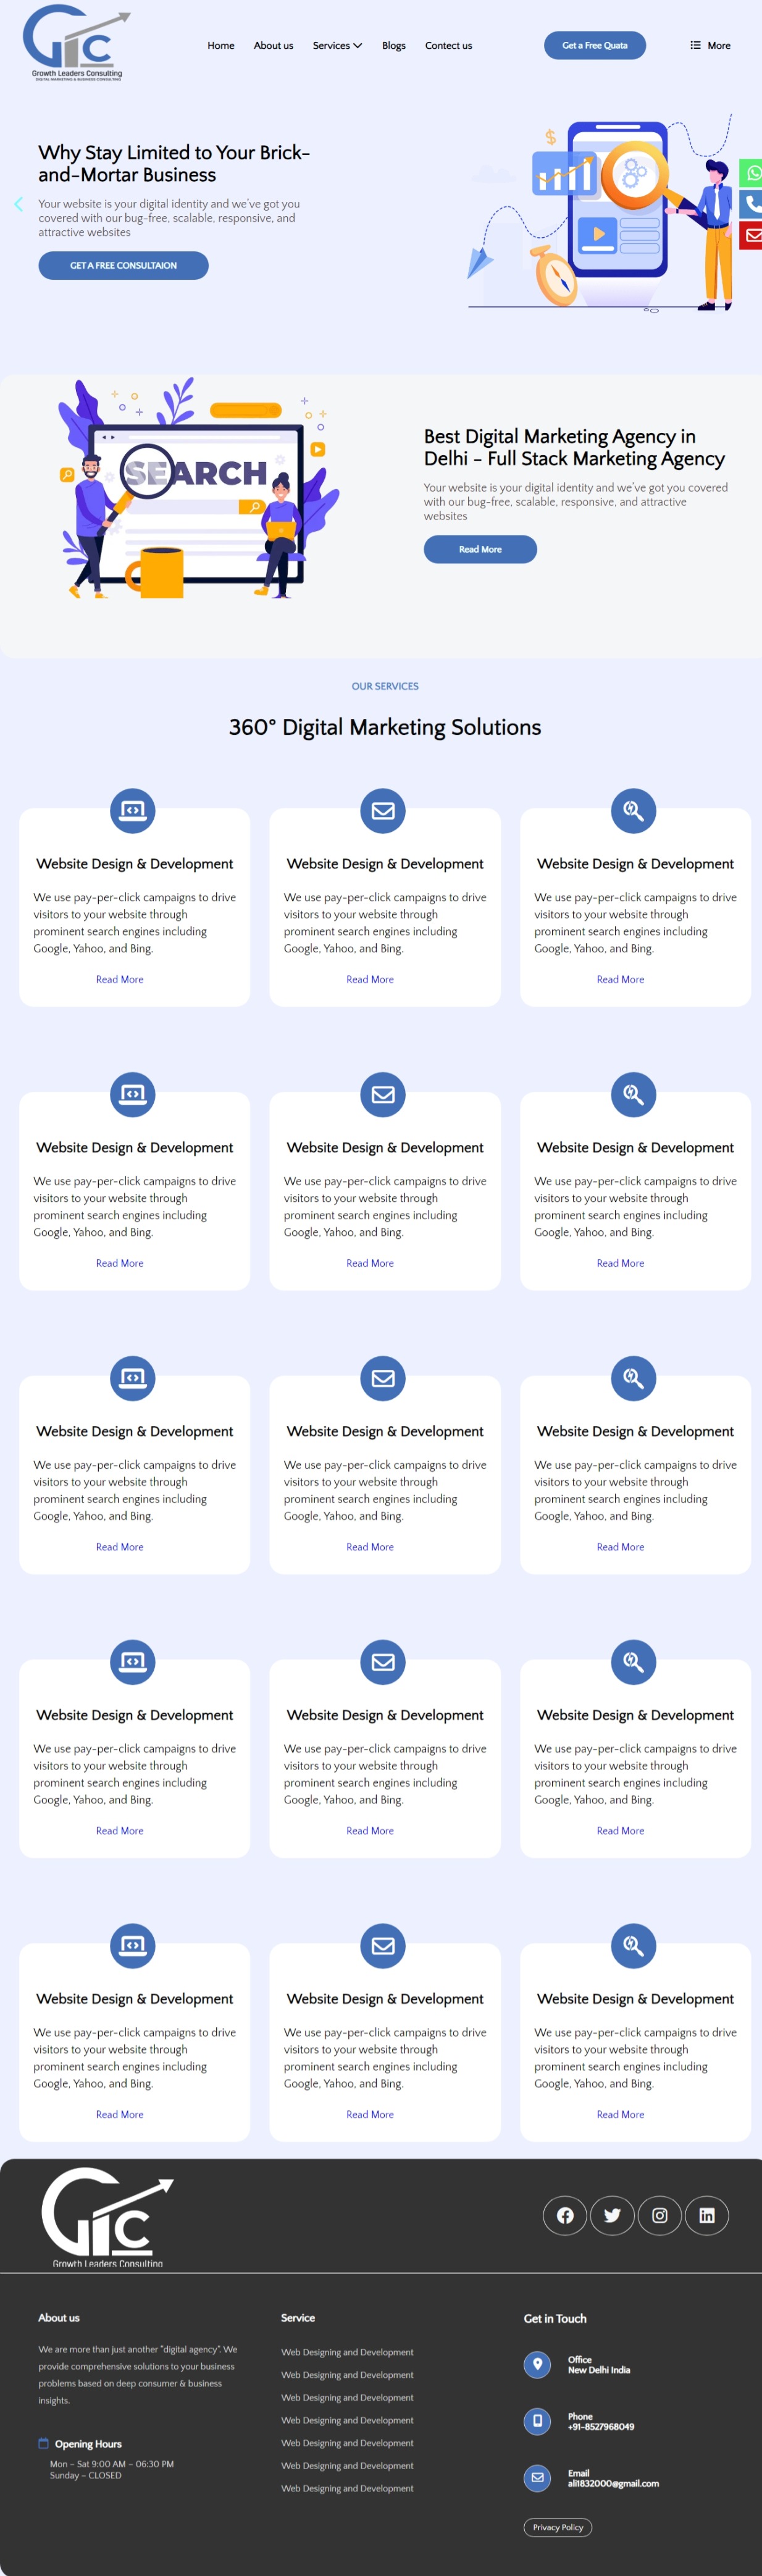 GLC
Growth Leaders Consulting
DIGITAL MARKETING & BUSINESS CONSULTING
Home
About us
Services
Blogs
Contect us
Get a Free Quata
More
Why Stay Limited to Your Brick-
and-Mortar Business
Your website is your digital identity and we've got you
covered with our bug-free, scalable, responsive, and
attractive websites
GET A FREE CONSULTAION
$
SEARCH
Best Digital Marketing Agency in
Delhi - Full Stack Marketing Agency
Your website is your digital identity and we've got you covered
with our bug-free, scalable, responsive, and attractive
websites
Read More
OUR SERVICES
360° Digital Marketing Solutions
Website Design & Development
We use pay-per-click campaigns to drive
visitors to your website through
prominent search engines including
Google, Yahoo, and Bing.
Read More
Website Design & Development
We use pay-per-click campaigns to drive
visitors to your website through
prominent search engines including
Google, Yahoo, and Bing.
Read More
Website Design & Development
We use pay-per-click campaigns to drive
visitors to your website through
prominent search engines including
Google, Yahoo, and Bing.
Read More
Website Design & Development
We use pay-per-click campaigns to drive
visitors to your website through
prominent search engines including
Google, Yahoo, and Bing.
Read More
Website Design & Development
We use pay-per-click campaigns to drive
visitors to your website through
prominent search engines including
Google, Yahoo, and Bing.
Read More
Website Design & Development
We use pay-per-click campaigns to drive
visitors to your website through
prominent search engines including
Google, Yahoo, and Bing.
Read More
Website Design & Development
We use pay-per-click campaigns to drive
visitors to your website through
prominent search engines including
Google, Yahoo, and Bing.
Read More
Website Design & Development
We use pay-per-click campaigns to drive
visitors to your website through
prominent search engines including
Google, Yahoo, and Bing.
Read More
Website Design & Development
We use pay-per-click campaigns to drive
visitors to your website through
prominent search engines including
Google, Yahoo, and Bing.
Read More
Website Design & Development
We use pay-per-click campaigns to drive
visitors to your website through
prominent search engines including
Google, Yahoo, and Bing.
Read More
Website Design & Development
We use pay-per-click campaigns to drive
visitors to your website through
prominent search engines including
Google, Yahoo, and Bing.
Read More
Website Design & Development
We use pay-per-click campaigns to drive
visitors to your website through
prominent search engines including
Google, Yahoo, and Bing.
Read More
Website Design & Development
We use pay-per-click campaigns to drive
visitors to your website through
prominent search engines including
Google, Yahoo, and Bing.
Read More
Website Design & Development
We use pay-per-click campaigns to drive
visitors to your website through
prominent search engines including
Google, Yahoo, and Bing.
Read More
Website Design & Development
We use pay-per-click campaigns to drive
visitors to your website through
prominent search engines including
Google, Yahoo, and Bing.
Read More
GLC
Growth Leaders Consulting
About us
We are more than just another "digital agency". We
provide comprehensive solutions to your business
problems based on deep consumer & business
insights.
Opening Hours
Mon - Sat 9:00 AM - 06:30 PM
Sunday - CLOSED
Service
Web Designing and Development
Web Designing and Development
Web Designing and Development
Web Designing and Development
Web Designing and Development
Web Designing and Development
Web Designing and Development
Get in Touch
Office
New Delhi India
Phone
+91-8527968049
Email
ali1832000@gmail.com
Privacy Policy